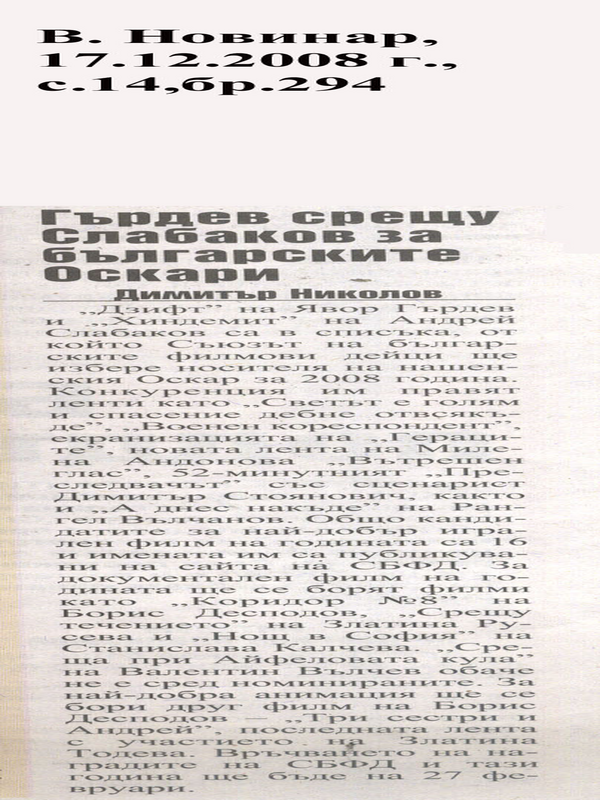 В. Новинар,
17.12.2008 г.,
с.14,бр.294
Гърдев срещу
Слабаков за
българските
Оскари
Димитър Николов
„Дзифт” на Явор Гърдев
и „Хиндемит” на Андрей
Слабаков са в списъка, от
който Съюзът на българ-
ските филмови дейци ще
избере носителя на нашен-
ския Оскар за 2008 година.
Конкуренция им правят
ленти като „Светът е голям
и спасение дебне отвсякъ-
де”, „Военен кореспондент”,
екранизацията на „Гераци-
те”, новата лента на Миле-
на Андонова „Вътрешен
глас”, 52-минутният „Пре-
следвачът” със сценарист
Димитър Стоянович, както
и „А днес накъде” на Ран-
гел Вълчанов. Общо канди-
датите за най-добър игра-
лен филм на годината са 16
и имената им са публикува-
ни на сайта на СБФД. За
документален филм на го-
дината ще се борят филми
като „Коридор №8” на
Борис Десподов, „Срещу
течението” на Златина Ру-
сева и „Нощ в София” на
Станислава Калчева. „Сре-
ща при Айфеловата кула”
на Валентин Вълчев обаче
не е сред номинираните. За
най-добра анимация ще се
бори друг филм на Борис
Десподов – „Три сестри и
Андрей”, последната лента
с участието на Златина
Тодева. Връчването на на-
градите на СБФД и тази
година ще бъде на 27 фе-
вруари.